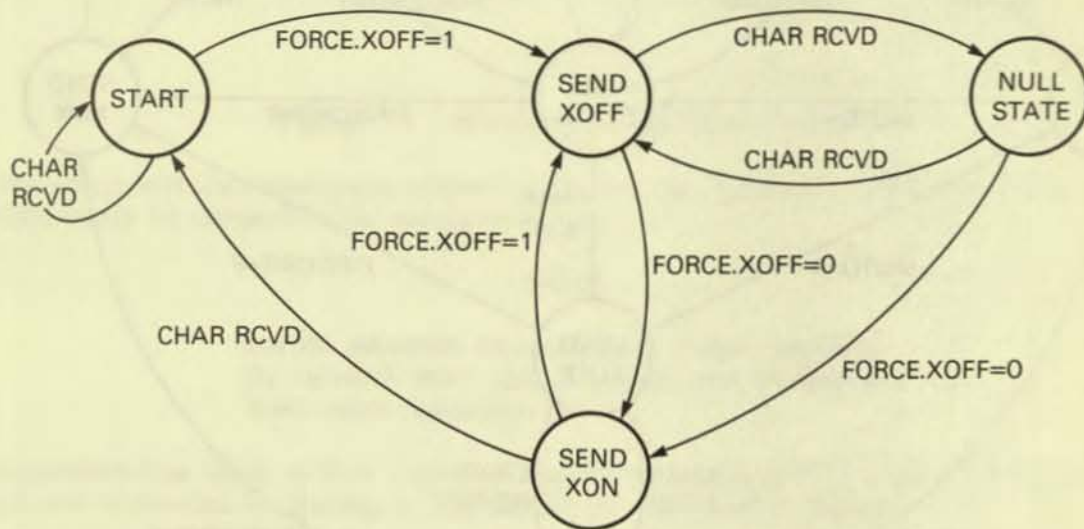 FORCE.XOFF=1
CHAR RCVD
START
SEND
XOFF
NULL
STATE
CHAR
RCVD
CHAR RCVD
FORCE.XOFF=1
FORCE.XOFF=0
CHAR RCVD
FORCE.XOFF=0
SEND
XON